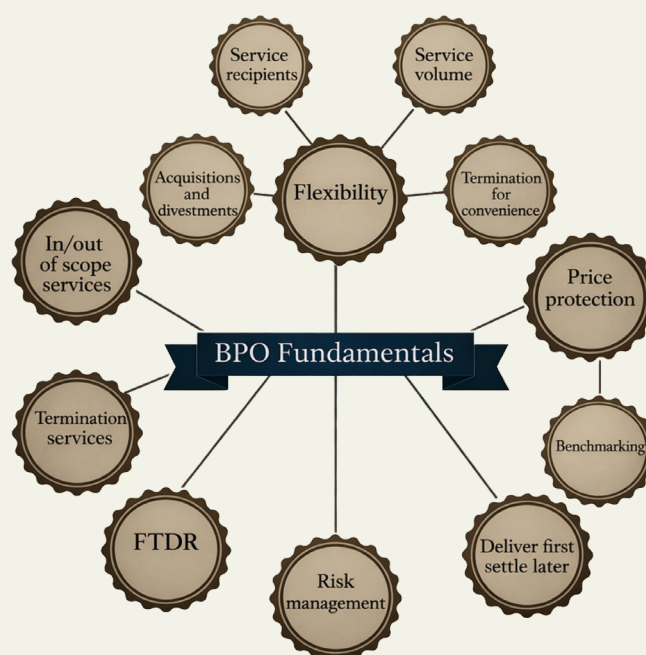 Service
recipients
Service
volume
Acquisitions
and
divestments
Flexibility
Termination
for
convenience
In/out
of scope
services
Price
protection
BPO Fundamentals
Termination
services
Benchmarking
FTDR
Risk
management
Deliver first
settle later